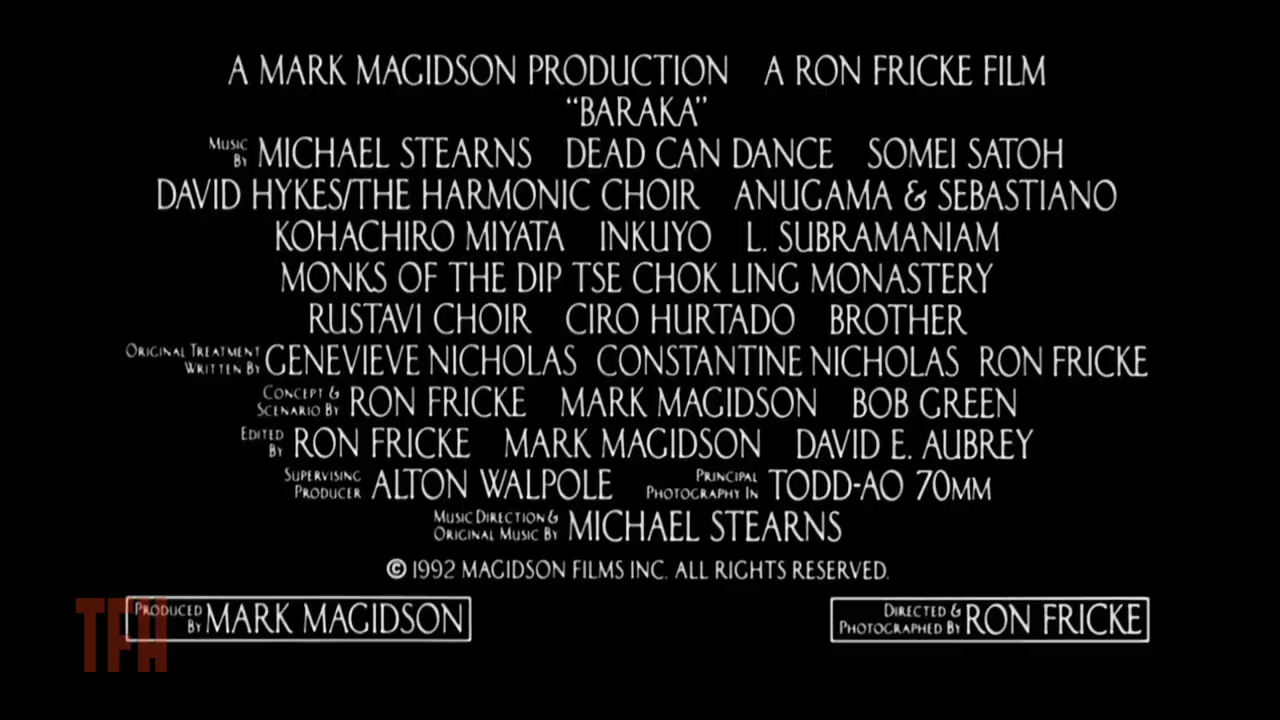 A MARK MAGIDSON PRODUCTION A RON FRICKE FILM
"BARAKA"
MUSIC BY MICHAEL STEARNS DEAD CAN DANCE SOMEI SATOH
DAVID HYKES/THE HARMONIC CHOIR ANUGAMA & SEBASTIANO
KOHACHIRO MIYATA INKUYO L. SUBRAMANIAM
MONKS OF THE DIP TSE CHOK LING MONASTERY
RUSTAVI CHOIR CIRO HURTADO BROTHER
ORIGINAL TREATMENT WRITTEN BY GENEVIEVE NICHOLAS CONSTANTINE NICHOLAS RON FRICKE
CONCEPT & SCENARIO BY RON FRICKE MARK MAGIDSON BOB GREEN
EDITED BY RON FRICKE MARK MAGIDSON DAVID E. AUBREY
SUPERVISING PRODUCER ALTON WALPOLE PRINCIPAL PHOTOGRAPHY IN TODD-AO 70MM
MUSIC DIRECTION & ORIGINAL MUSIC BY MICHAEL STEARNS
© 1992 MAGIDSON FILMS INC. ALL RIGHTS RESERVED.
PRODUCED BY MARK MAGIDSON
DIRECTED & PHOTOGRAPHED BY RON FRICKE
TFH